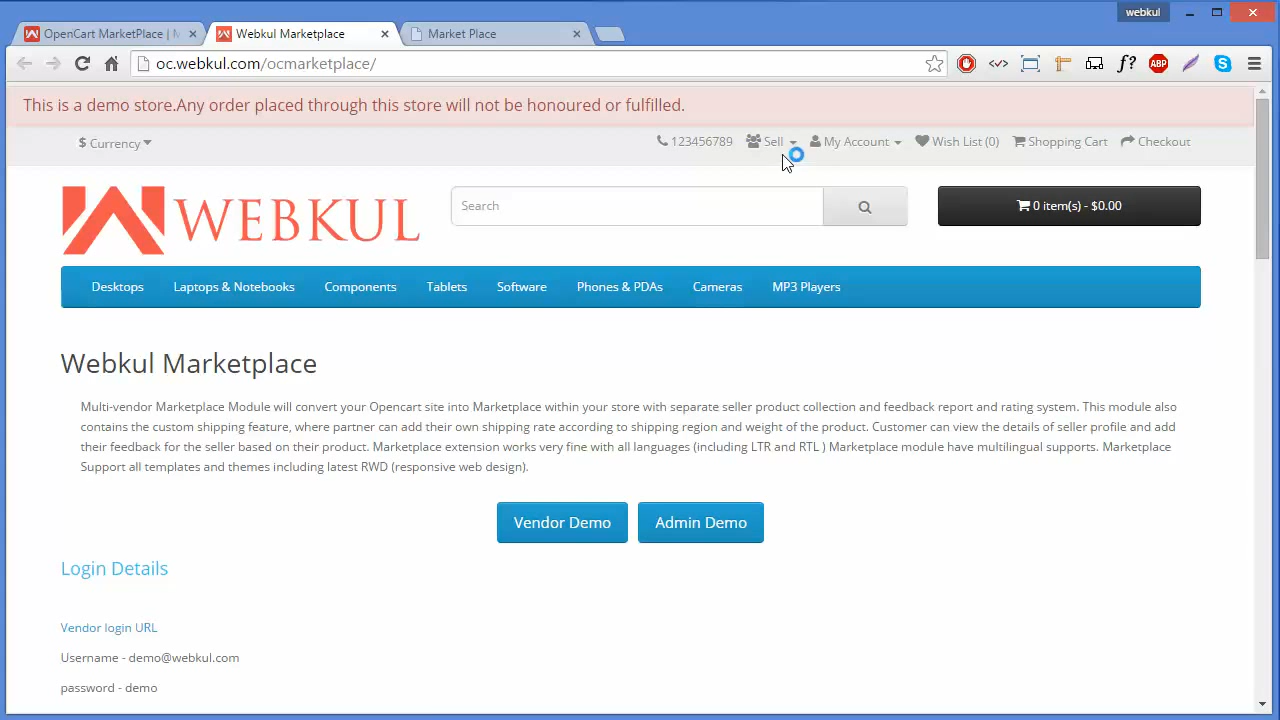 webkul
OpenCart MarketPlace | M
Webkul Marketplace
Market Place
oc.webkul.com/ocmarketplace/
f?
ABP
This is a demo store.Any order placed through this store will not be honoured or fulfilled.
$ Currency
123456789 Sell My Account Wish List (0) Shopping Cart Checkout
WEBKUL
Search
0 item(s) - $0.00
Desktops Laptops & Notebooks Components Tablets Software Phones & PDAs Cameras MP3 Players
Webkul Marketplace
Multi-vendor Marketplace Module will convert your Opencart site into Marketplace within your store with separate seller product collection and feedback report and rating system. This module also
contains the custom shipping feature, where partner can add their own shipping rate according to shipping region and weight of the product. Customer can view the details of seller profile and add
their feedback for the seller based on their product. Marketplace extension works very fine with all languages (including LTR and RTL ) Marketplace module have multilingual supports. Marketplace
Support all templates and themes including latest RWD (responsive web design).
Vendor Demo Admin Demo
Login Details
Vendor login URL
Username - demo@webkul.com
password - demo